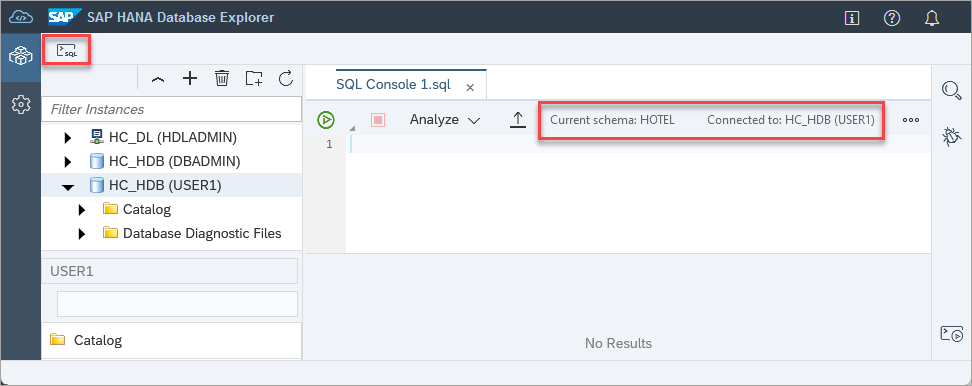 SAP SAP HANA Database Explorer
SQL
Filter Instances
HC_DL (HDLADMIN)
HC_HDB (DBADMIN)
HC_HDB (USER1)
Catalog
Database Diagnostic Files
USER1
Catalog
SQL Console 1.sql ×
Analyze
Current schema: HOTEL Connected to: HC_HDB (USER1)
1
No Results